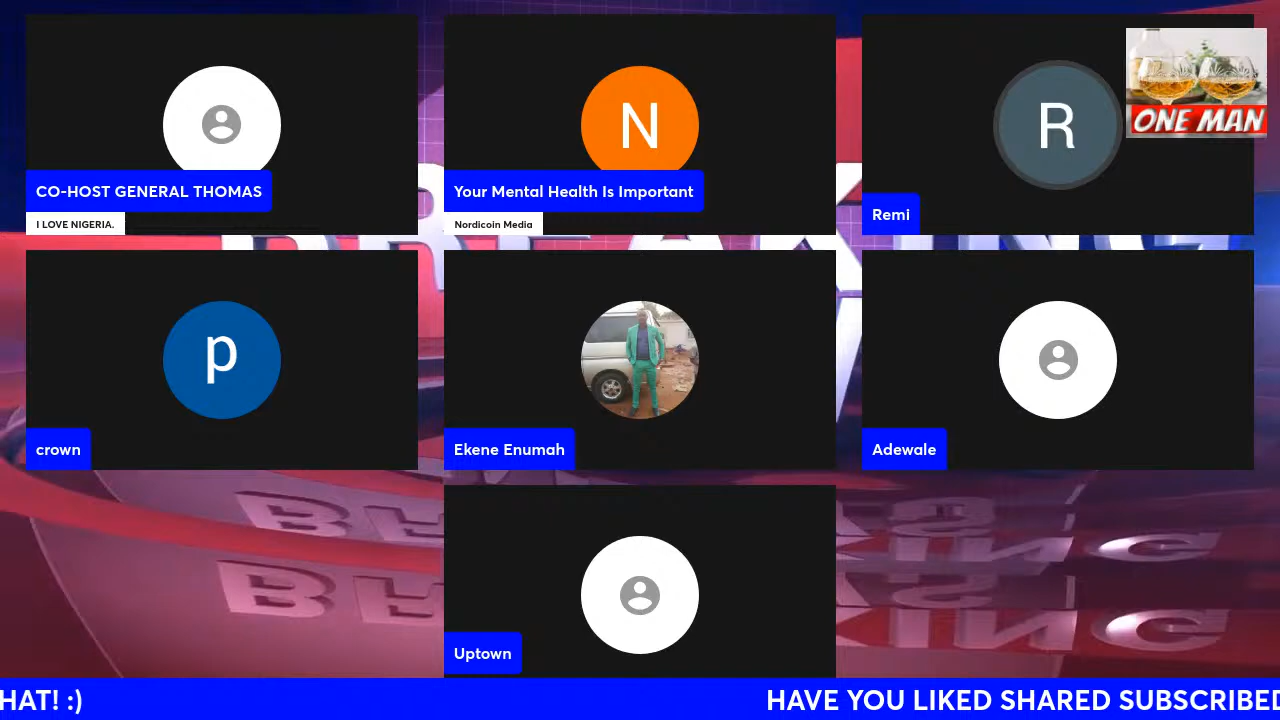 CO-HOST GENERAL THOMAS
I LOVE NIGERIA.
N
Your Mental Health Is Important
Nordicoin Media
R
Remi
ONE MAN
p
crown
Ekene Enumah
Adewale
Uptown
HAT! :)
HAVE YOU LIKED SHARED SUBSCRIBED